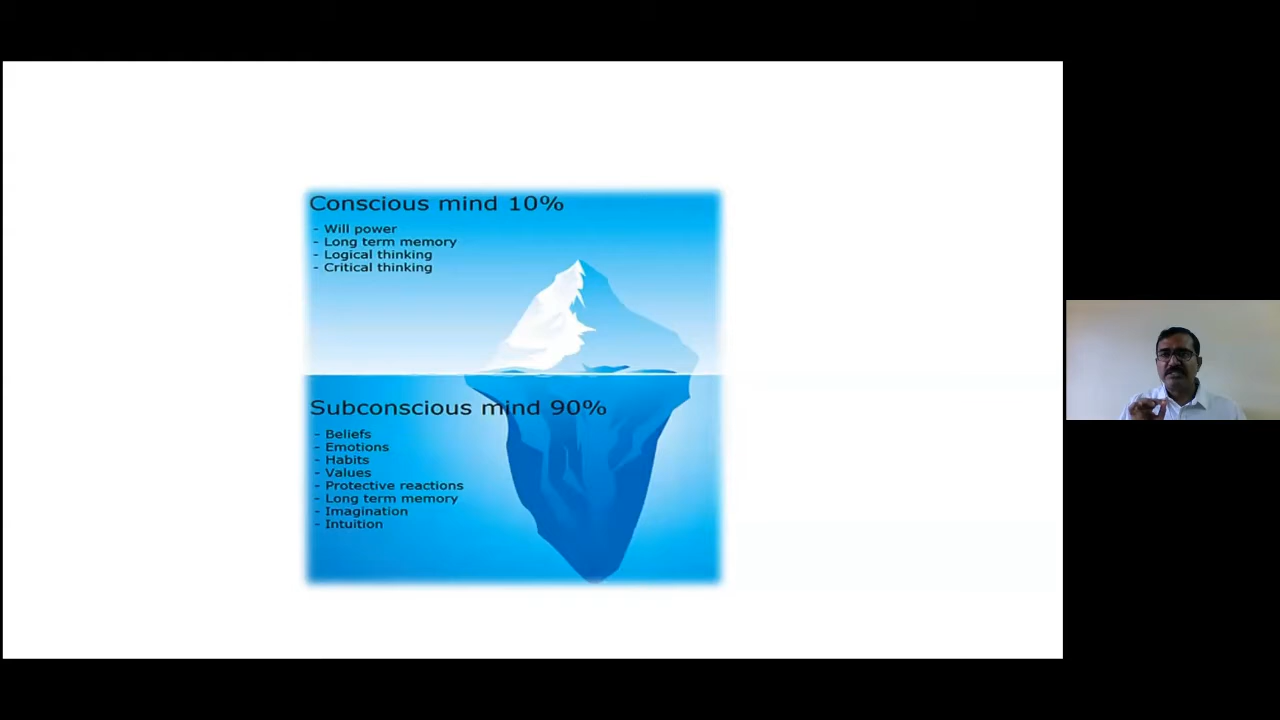 Conscious mind 10%
- Will power
- Long term memory
- Logical thinking
- Critical thinking
Subconscious mind 90%
- Beliefs
- Emotions
- Habits
- Values
- Protective reactions
- Long term memory
- Imagination
- Intuition